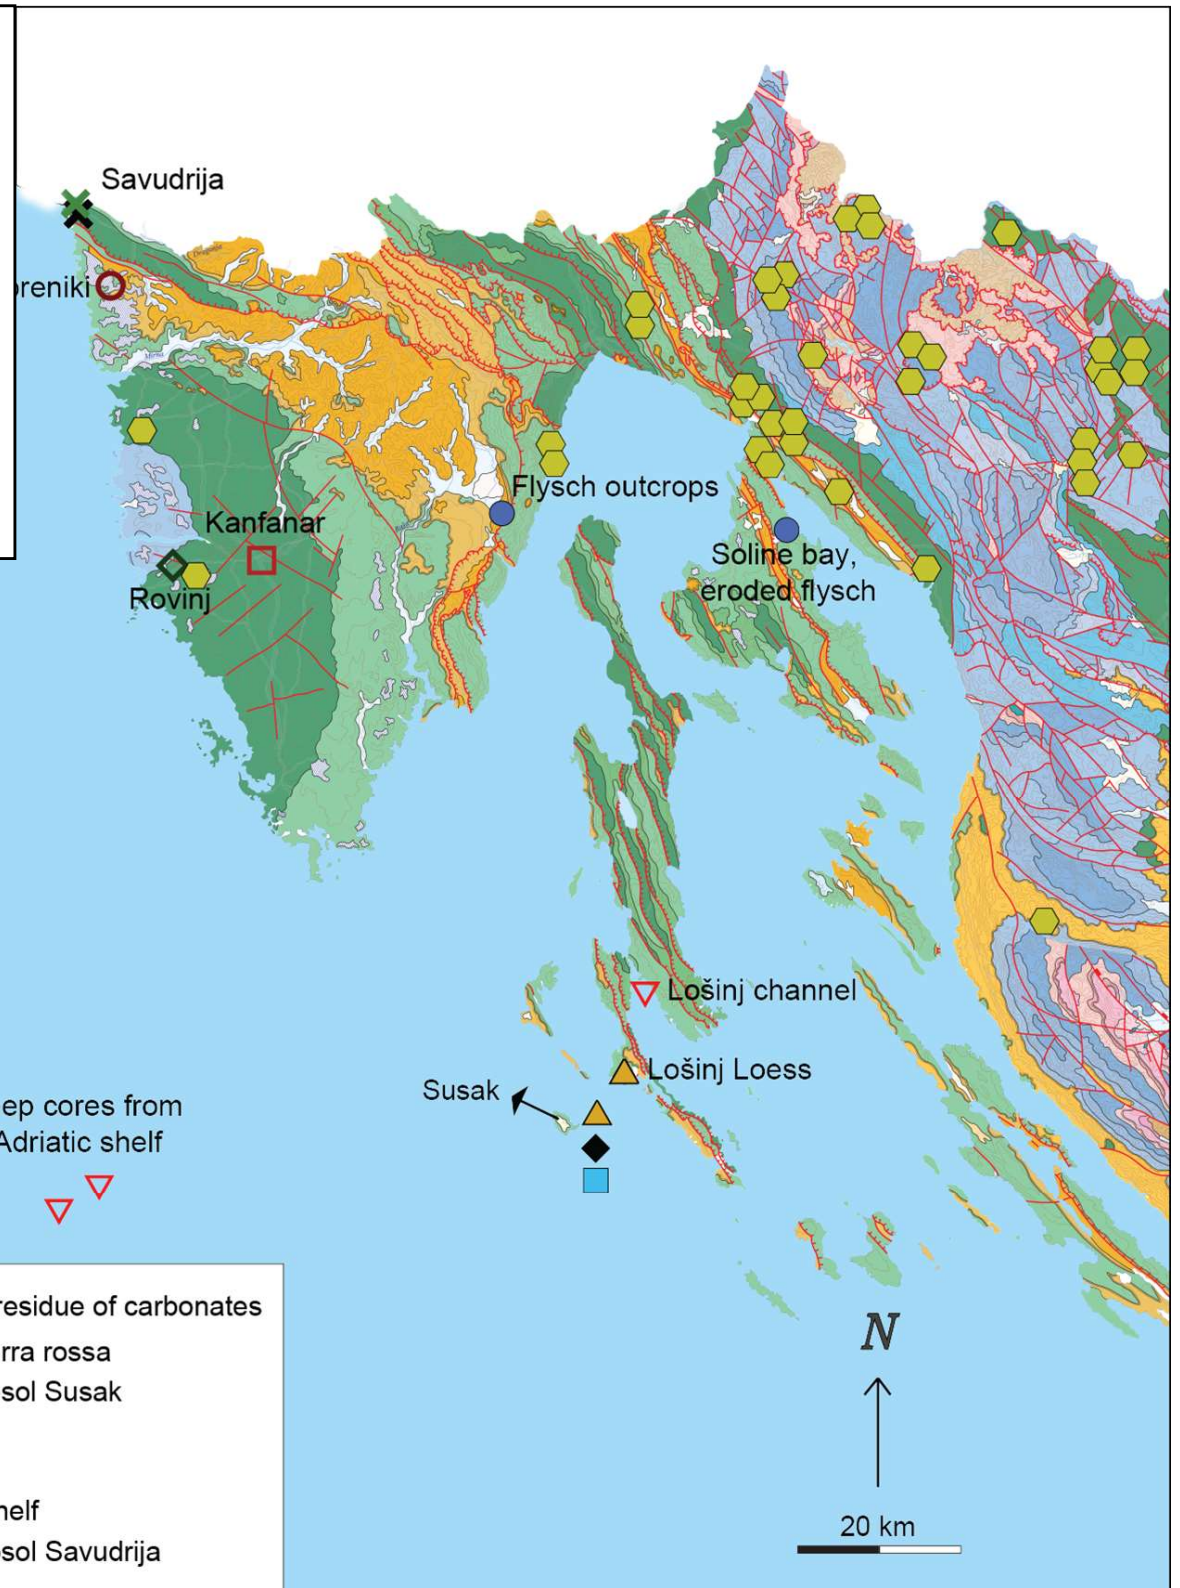 Savudrija
oreniki
Kanfanar
Rovinj
Flysch outcrops
Soline bay,
eroded flysch
Lošinj channel
Lošinj Loess
Susak
ep cores from
Adriatic shelf
residue of carbonates
rra rossa
sol Susak
helf
sol Savudrija
N
20 km